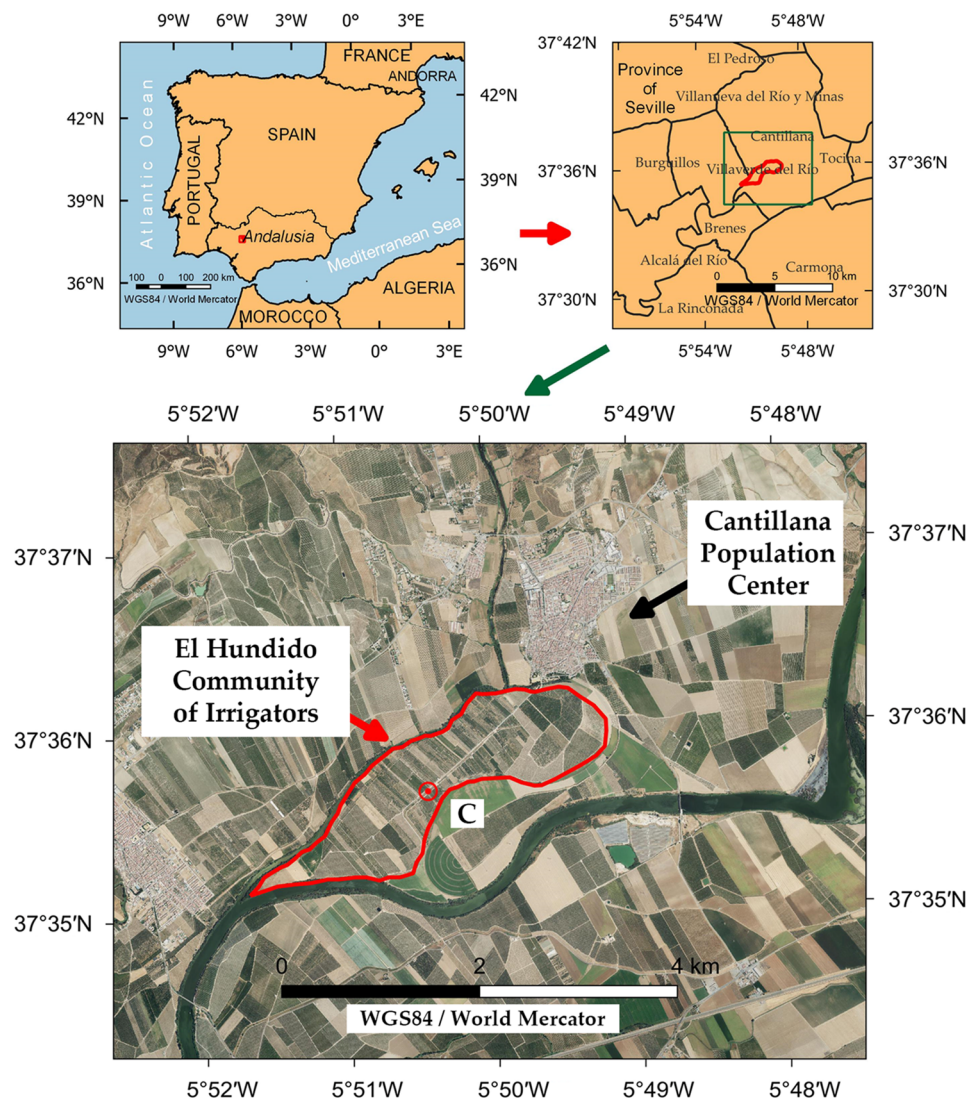 9°W 6°W 3°W 0° 3°E
FRANCE
ANDORRA
42°N
42°N
Atlantic Ocean
SPAIN
PORTUGAL
39°N
39°N
Andalusia
Mediterranean Sea
36°N
36°N
100 0 100 200 km
WGS84 / World Mercator
ALGERIA
MOROCCO
9°W 6°W 3°W 0° 3°E
5°54'W 5°48'W
37°42'N
El Pedroso
Province
of
Seville
Villanueva del Río y Minas
Cantillana
Burguillos
Tocina
37°36'N
37°36'N
Villaverde del Río
Brenes
Alcalá del Río
Carmona
0 5 10 km
WGS84 / World Mercator
37°30'N
37°30'N
La Rinconada
5°54'W 5°48'W
5°52'W 5°51'W 5°50'W 5°49'W 5°48'W
Cantillana
Population
Center
37°37'N
37°37'N
El Hundido
Community
of Irrigators
37°36'N
37°36'N
C
37°35'N
37°35'N
0 2 4 km
WGS84 / World Mercator
5°52'W 5°51'W 5°50'W 5°49'W 5°48'W